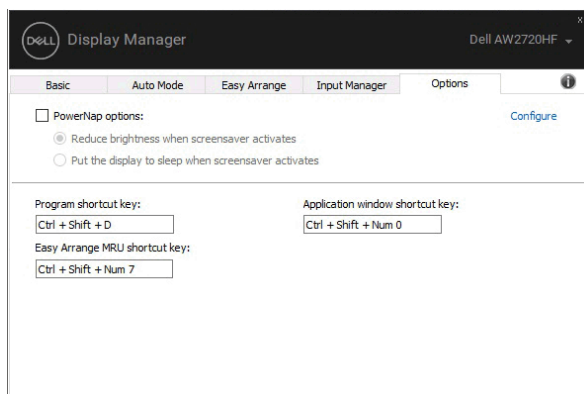 DELL Display Manager
Dell AW2720HF
x
Basic Auto Mode Easy Arrange Input Manager Options
PowerNap options:
Configure
Reduce brightness when screensaver activates
Put the display to sleep when screensaver activates
Program shortcut key:
Ctrl + Shift + D
Application window shortcut key:
Ctrl + Shift + Num 0
Easy Arrange MRU shortcut key:
Ctrl + Shift + Num 7